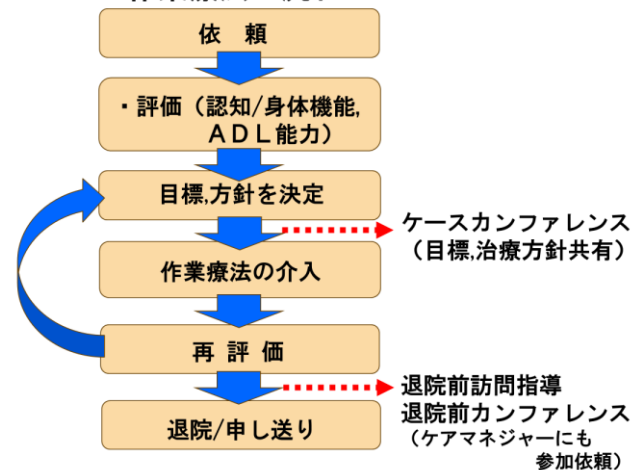 依 頼
・評価（認知/身体機能,
ＡＤＬ能力）
目標,方針を決定
ケースカンファレンス
（目標,治療方針共有）
作業療法の介入
再 評 価
退院前訪問指導
退院前カンファレンス
（ケアマネジャーにも
参加依頼）
退院/申し送り